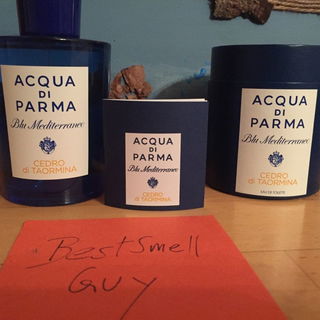 ACQUA
DI
PARMA
Blu Mediterraneo
CEDRO
di TAORMINA
ACQUA
DI
PARMA
Blu Mediterraneo
CEDRO
di TAORMINA
ACQUA
DI
PARMA
Blu Mediterraneo
CEDRO
di TAORMINA
EAU DE TOILETTE
BestSmell
Guy